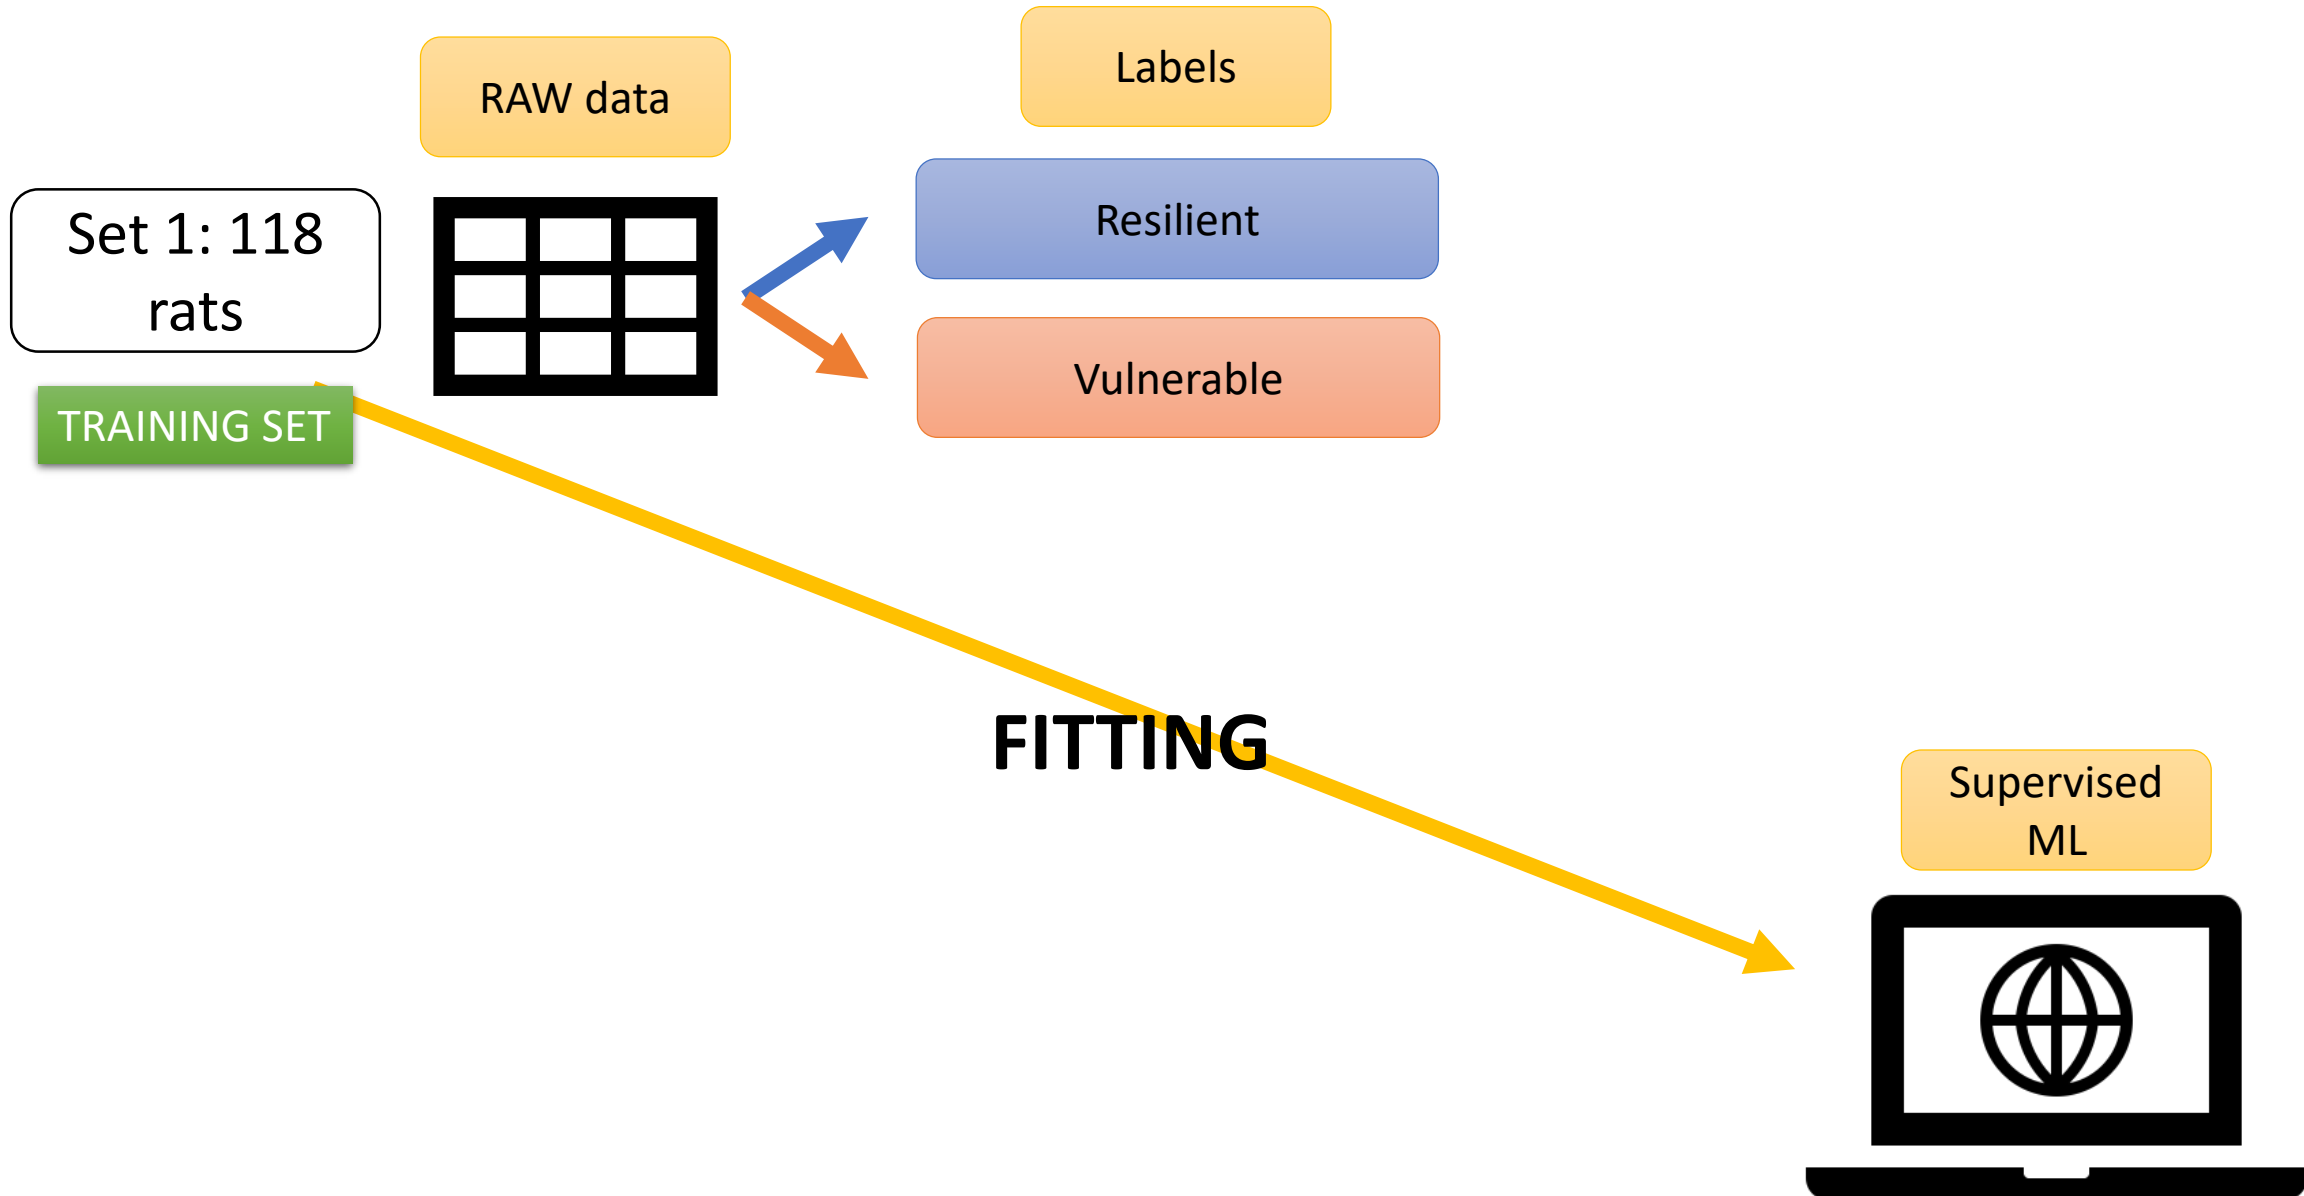 RAW data
Labels
Set 1: 118
rats
Resilient
Vulnerable
TRAINING SET
FITTING
Supervised
ML